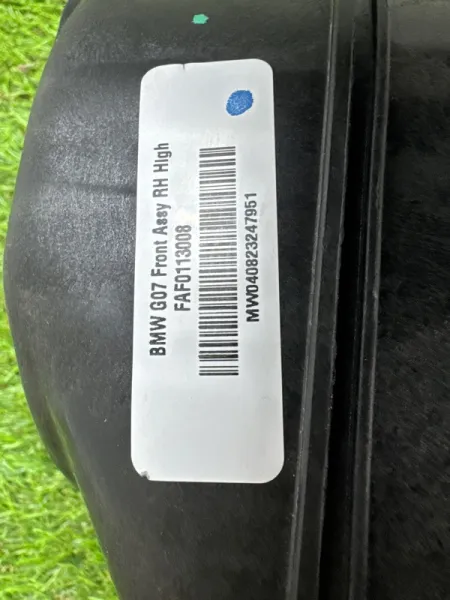 BMW G07 Front Assy RH High
FAF0113008
MW040823247951